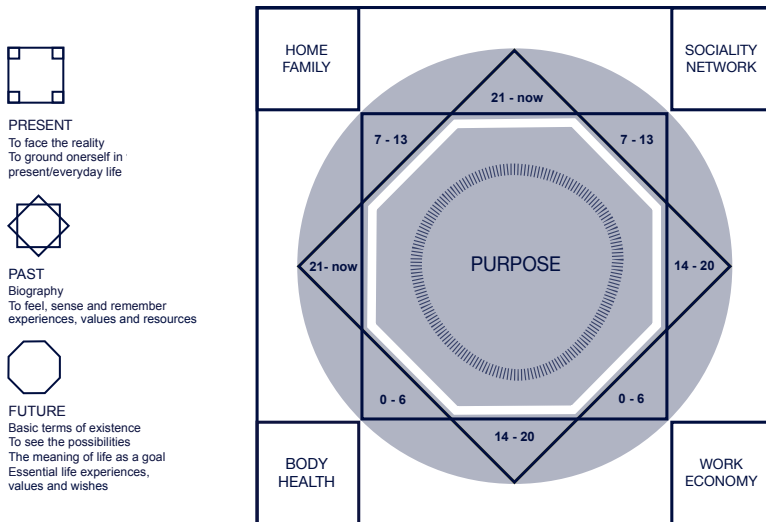 PRESENT
To face the reality
To ground onerself in
present/everyday life
PAST
Biography
To feel, sense and remember
experiences, values and resources
FUTURE
Basic terms of existence
To see the possibilities
The meaning of life as a goal
Essential life experiences,
values and wishes
HOME
FAMILY
SOCIALITY
NETWORK
21 - now
7 - 13
7 - 13
21- now
PURPOSE
14 - 20
0 - 6
0 - 6
14 - 20
BODY
HEALTH
WORK
ECONOMY